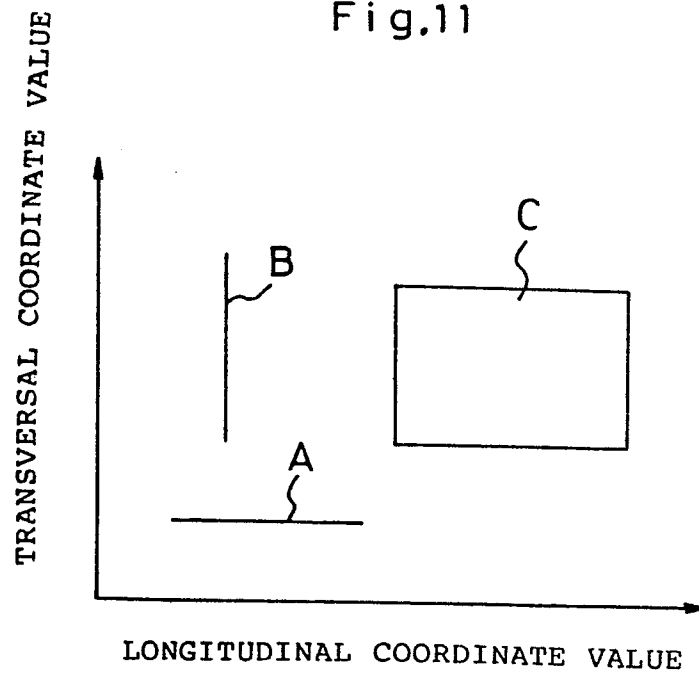 Fig.11
TRANSVERSAL COORDINATE VALUE
B
C
A
LONGITUDINAL COORDINATE VALUE